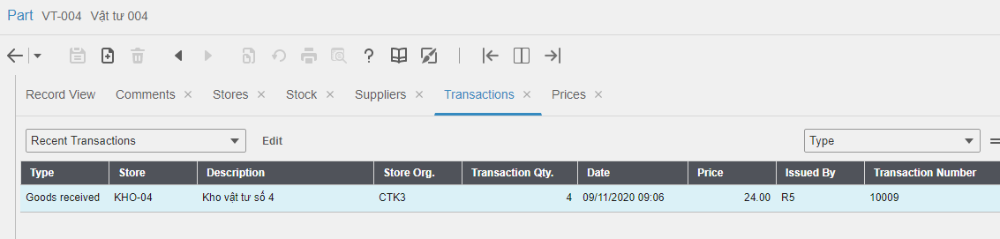 Part VT-004 Vật tư 004
Record View Comments Stores Stock Suppliers Transactions Prices
Recent Transactions Edit Type
Type Store Description Store Org. Transaction Qty. Date Price Issued By Transaction Number
Goods received KHO-04 Kho vật tư số 4 CTK3 4 09/11/2020 09:06 24.00 R5 10009